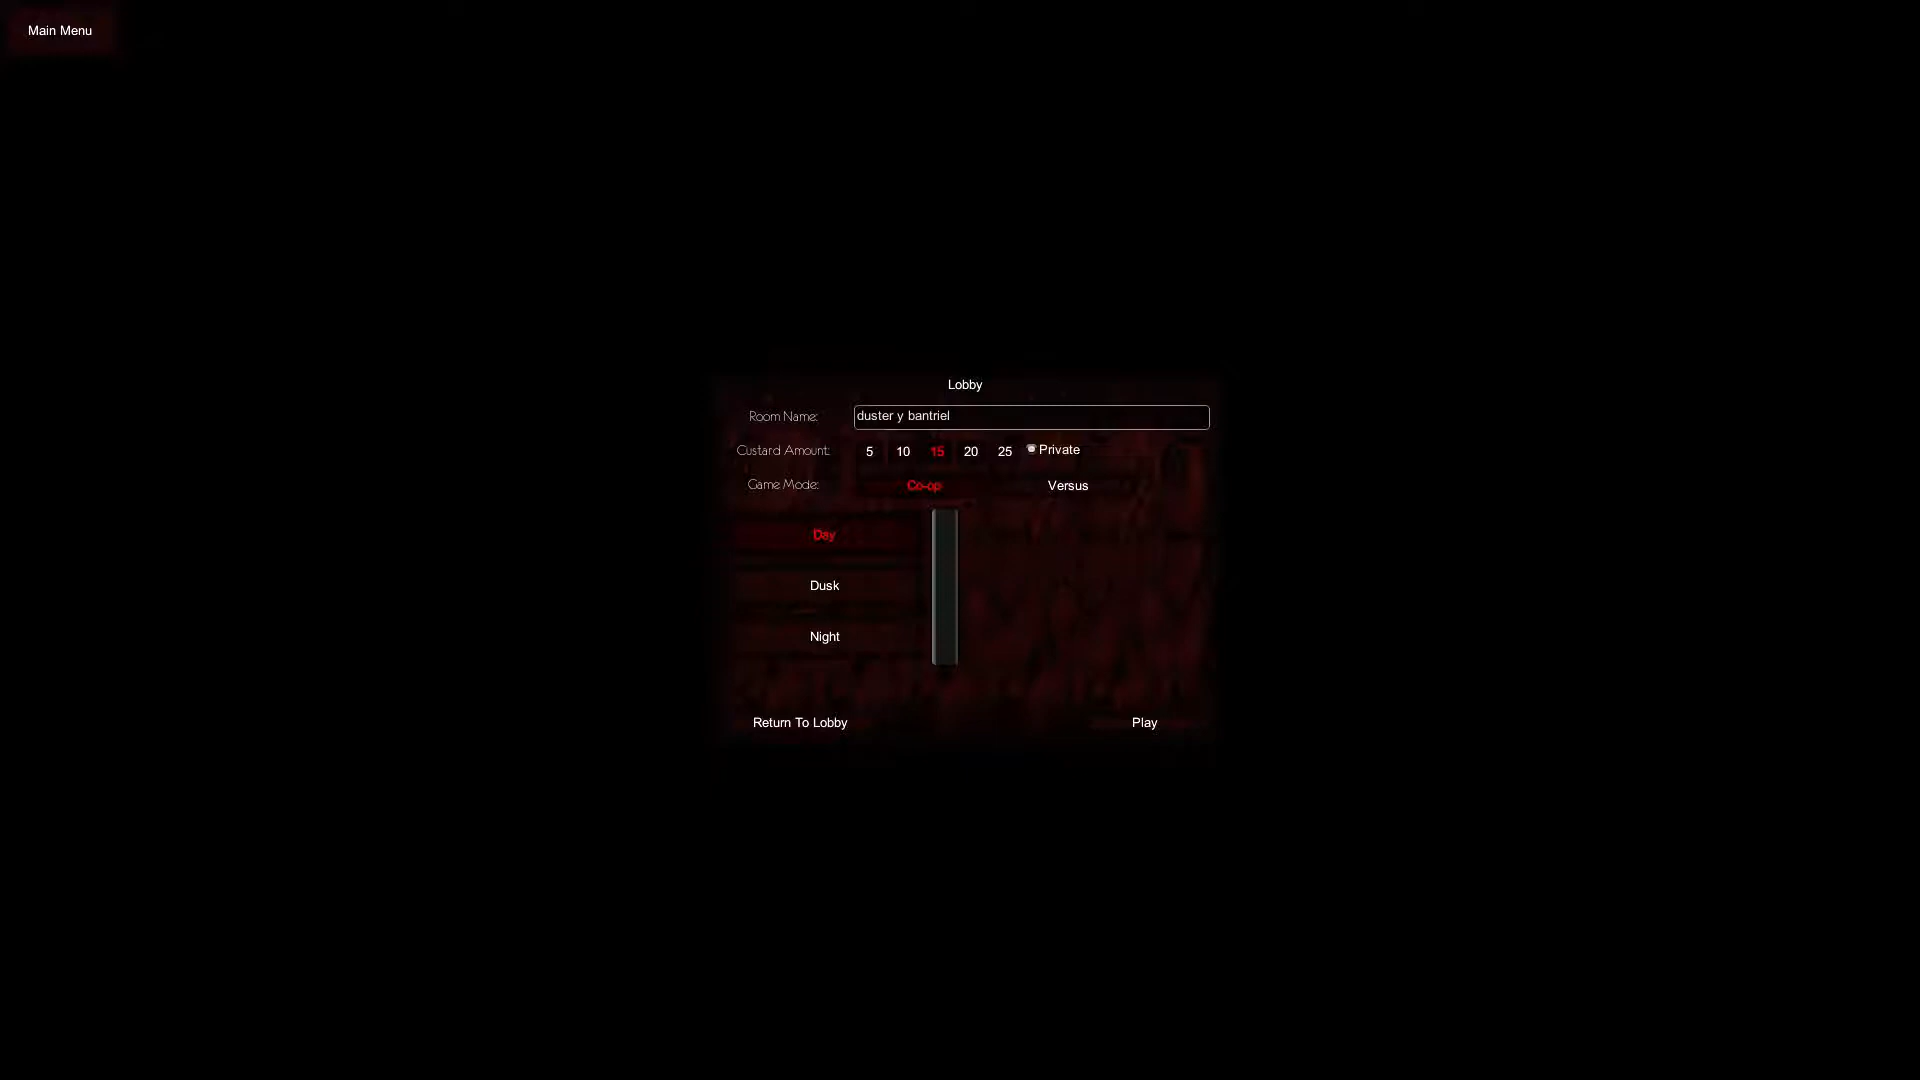 Main Menu
Lobby
Room Name: duster y bantriel
Custard Amount: 5 10 15 20 25 Private
Game Mode: Co-op Versus
Day
Dusk
Night
Return To Lobby Play